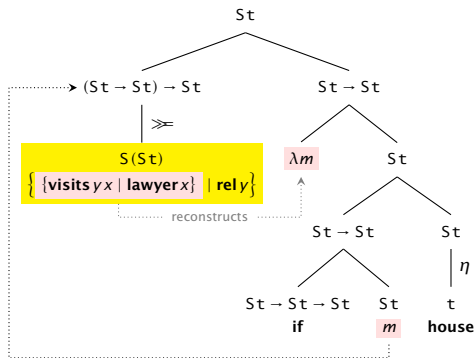 St
(St → St) → St St → St
≫=
S(St) λm St
{ {visits y x | lawyer x} | rel y}
reconstructs
St → St St
η
St → St → St St t
if m house